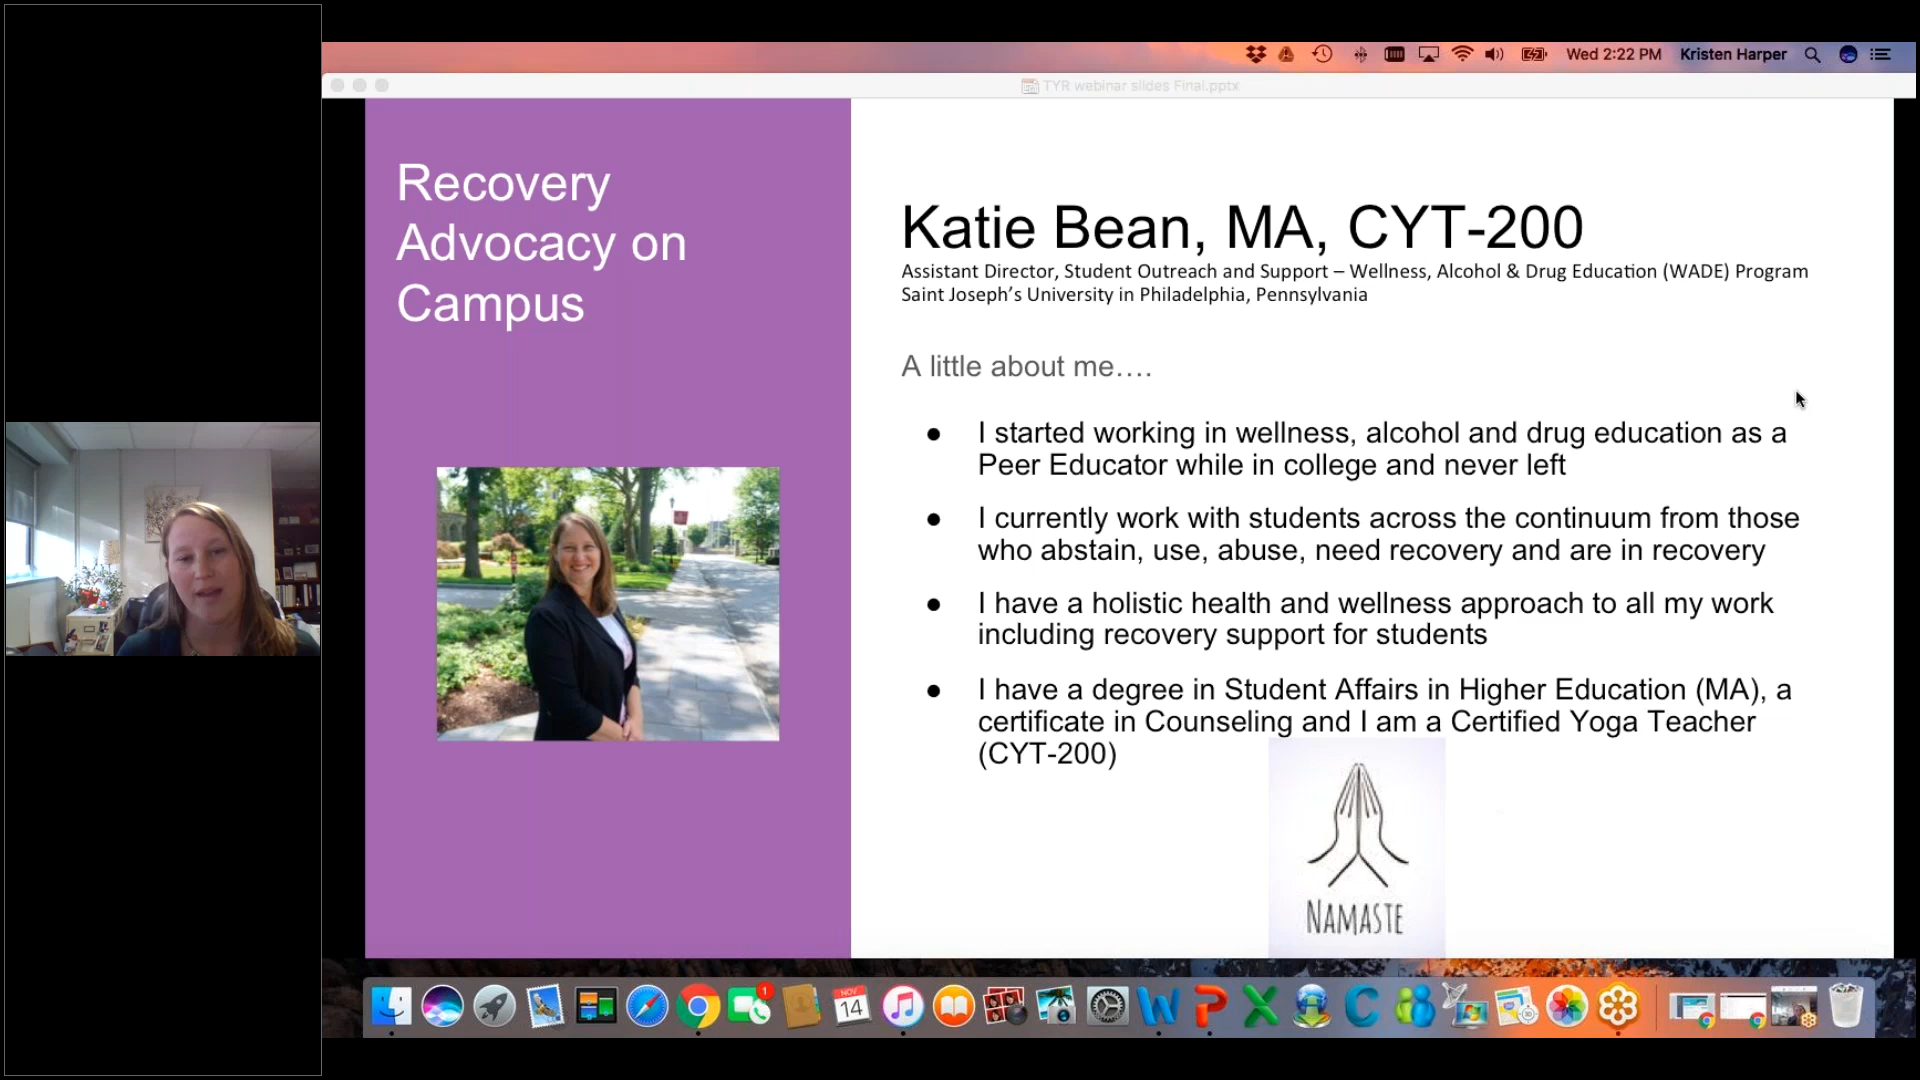 Wed 2:22 PM Kristen Harper
TYR webinar slides Final.pptx
Recovery
Advocacy on
Campus
Katie Bean, MA, CYT-200
Assistant Director, Student Outreach and Support – Wellness, Alcohol & Drug Education (WADE) Program
Saint Joseph’s University in Philadelphia, Pennsylvania
A little about me….
● I started working in wellness, alcohol and drug education as a
Peer Educator while in college and never left
● I currently work with students across the continuum from those
who abstain, use, abuse, need recovery and are in recovery
● I have a holistic health and wellness approach to all my work
including recovery support for students
● I have a degree in Student Affairs in Higher Education (MA), a
certificate in Counseling and I am a Certified Yoga Teacher
(CYT-200)
NAMASTE
1
NOV
14